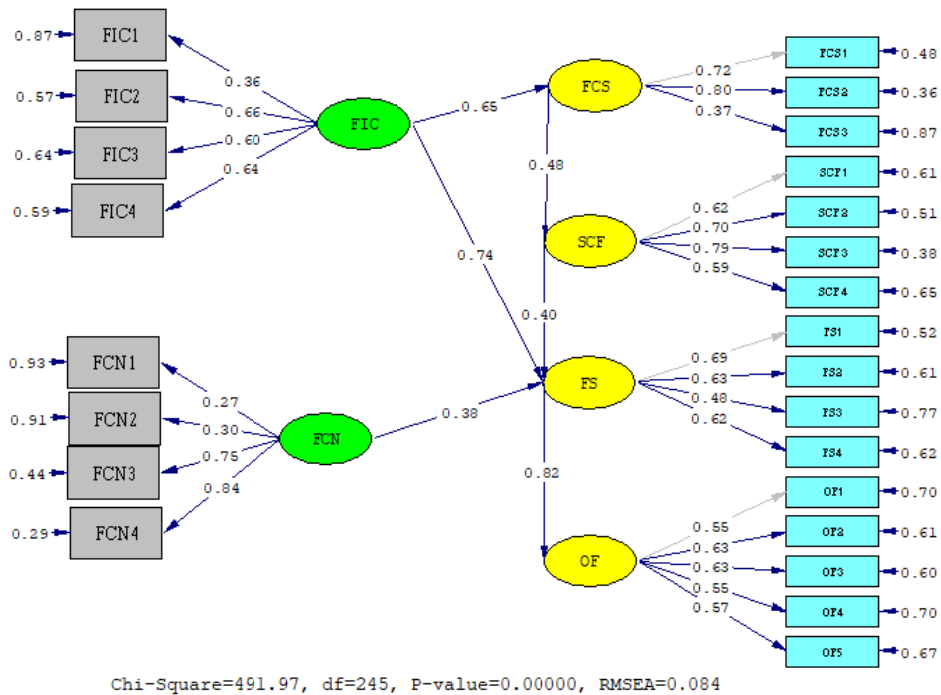 0.87 FIC1
0.57 FIC2
0.64 FIC3
0.59 FIC4
0.36
0.66
0.60
0.64
FIC
0.65
0.74
FCS
0.48
SCF
0.40
FS
0.82
OF
0.93 FCN1
0.91 FCN2
0.44 FCN3
0.29 FCN4
0.27
0.30
0.75
0.84
FCN
0.38
0.72
0.80
0.37
FCS1 0.48
FCS2 0.36
FCS3 0.87
0.62
0.70
0.79
0.59
SCF1 0.61
SCF2 0.51
SCF3 0.38
SCF4 0.65
0.69
0.63
0.48
0.62
FS1 0.52
FS2 0.61
FS3 0.77
FS4 0.62
0.55
0.63
0.63
0.55
0.57
OF1 0.70
OF2 0.61
OF3 0.60
OF4 0.70
OF5 0.67
Chi-Square=491.97, df=245, P-value=0.00000, RMSEA=0.084